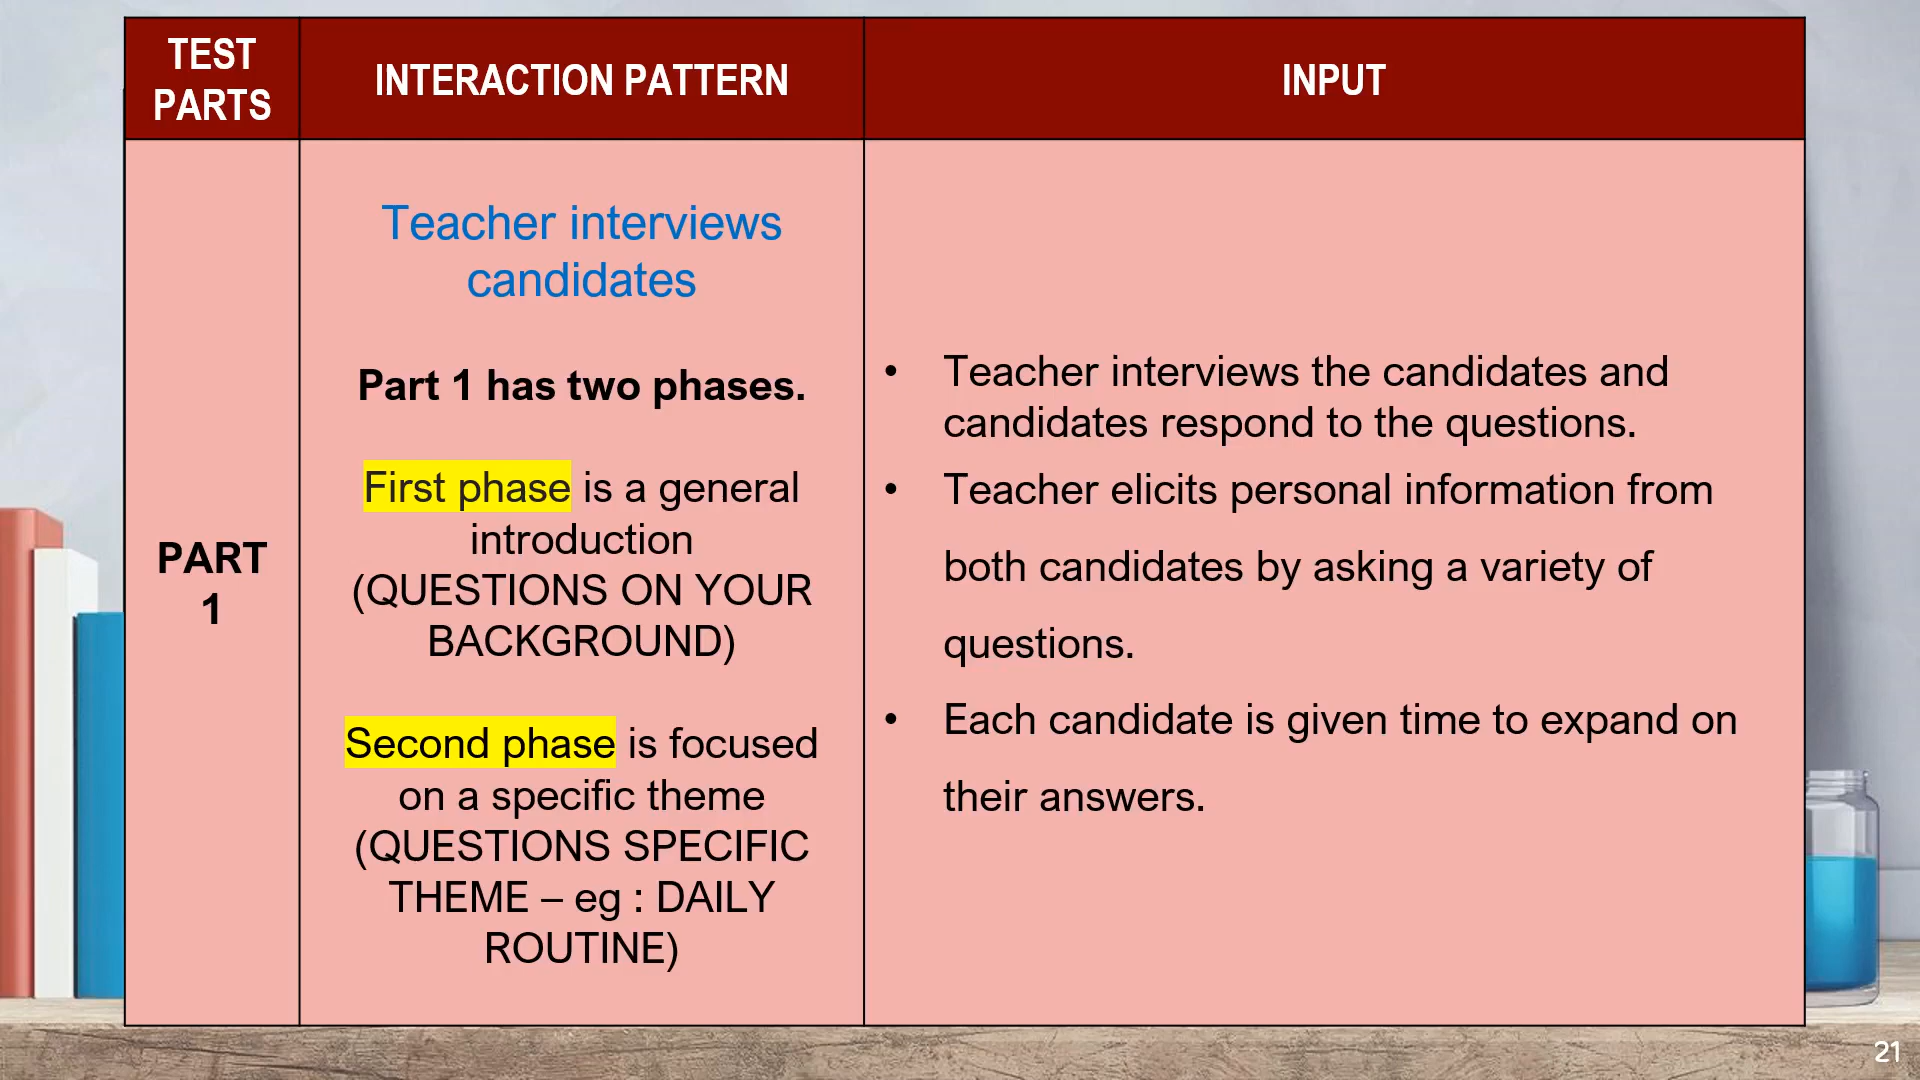 TEST
PARTS
INTERACTION PATTERN
INPUT
PART
1
Teacher interviews
candidates
Part 1 has two phases.
First phase is a general
introduction
(QUESTIONS ON YOUR
BACKGROUND)
Second phase is focused
on a specific theme
(QUESTIONS SPECIFIC
THEME – eg : DAILY
ROUTINE)
• Teacher interviews the candidates and
candidates respond to the questions.
• Teacher elicits personal information from
both candidates by asking a variety of
questions.
• Each candidate is given time to expand on
their answers.
21